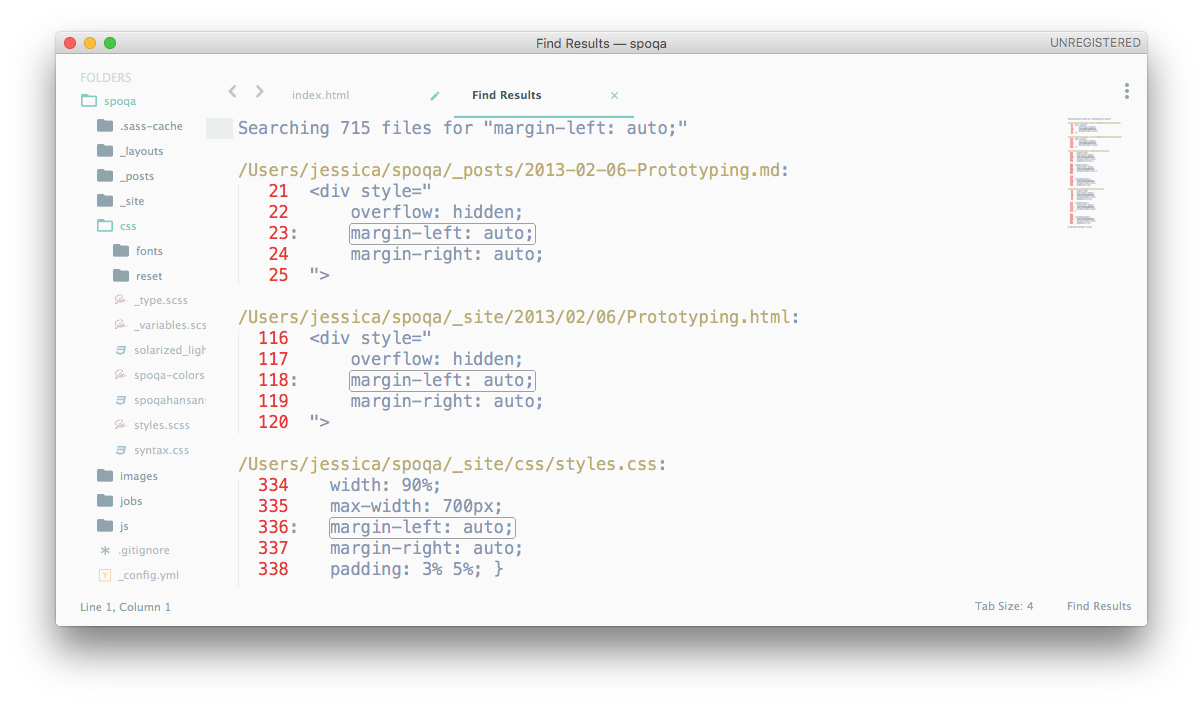 Find Results — spoqa
UNREGISTERED
FOLDERS
spoqa
.sass-cache
_layouts
_posts
_site
css
fonts
reset
_type.scss
_variables.scs
solarized_ligh
spoqa-colors
spoqahansans
styles.scss
syntax.css
images
jobs
js
.gitignore
_config.yml
index.html
Find Results
Searching 715 files for "margin-left: auto;"
/Users/jessica/spoqa/_posts/2013-02-06-Prototyping.md:
21 <div style="
22 overflow: hidden;
23: margin-left: auto;
24 margin-right: auto;
25 ">
/Users/jessica/spoqa/_site/2013/02/06/Prototyping.html:
116 <div style="
117 overflow: hidden;
118: margin-left: auto;
119 margin-right: auto;
120 ">
/Users/jessica/spoqa/_site/css/styles.css:
334 width: 90%;
335 max-width: 700px;
336: margin-left: auto;
337 margin-right: auto;
338 padding: 3% 5%; }
Line 1, Column 1
Tab Size: 4
Find Results